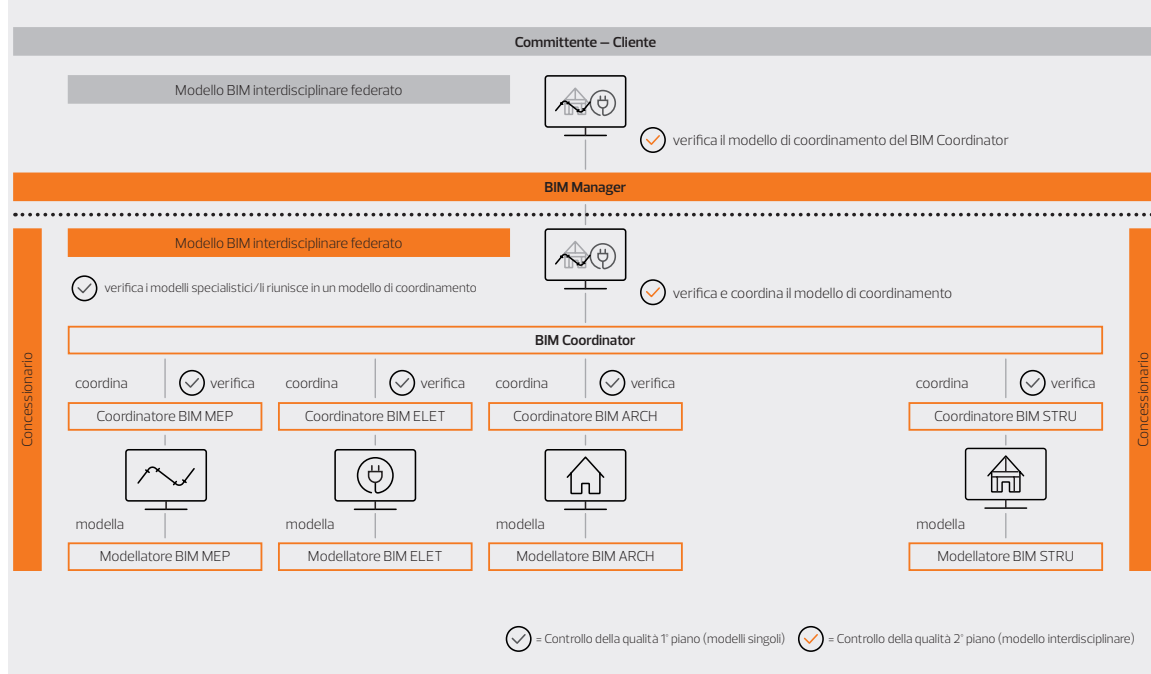 Committente – Cliente
Modello BIM interdisciplinare federato
verifica il modello di coordinamento del BIM Coordinator
BIM Manager
Modello BIM interdisciplinare federato
verifica i modelli specialistici/li riunisce in un modello di coordinamento
verifica e coordina il modello di coordinamento
Concessionario
Concessionario
BIM Coordinator
coordina verifica coordina verifica coordina verifica coordina verifica
Coordinatore BIM MEP Coordinatore BIM ELET Coordinatore BIM ARCH Coordinatore BIM STRU
modella modella modella modella
Modellatore BIM MEP Modellatore BIM ELET Modellatore BIM ARCH Modellatore BIM STRU
= Controllo della qualità 1° piano (modelli singoli) = Controllo della qualità 2° piano (modello interdisciplinare)